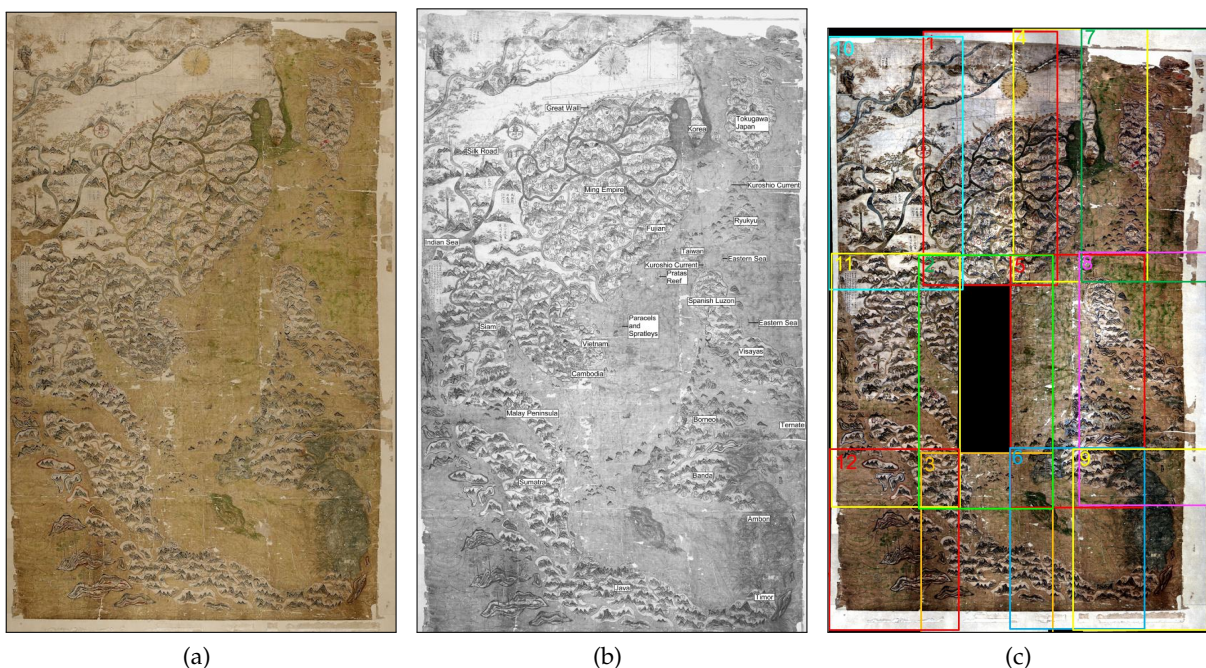 Great Wall
Korea
Tokugawa
Japan
Silk Road
Kuroshio Current
Ming Empire
Ryukyu
Fujian
Indian Sea
Taiwan
Eastern Sea
Kuroshio Current
Pratas
Reef
Spanish Luzon
Paracels
and
Spratleys
Eastern Sea
Siam
Vietnam
Visayas
Cambodia
Malay Peninsula
Borneo
Ternate
Sumatra
Banda
Ambon
Java
Timor
10
1
4
7
11
2
5
8
12
3
6
9
(a)
(b)
(c)